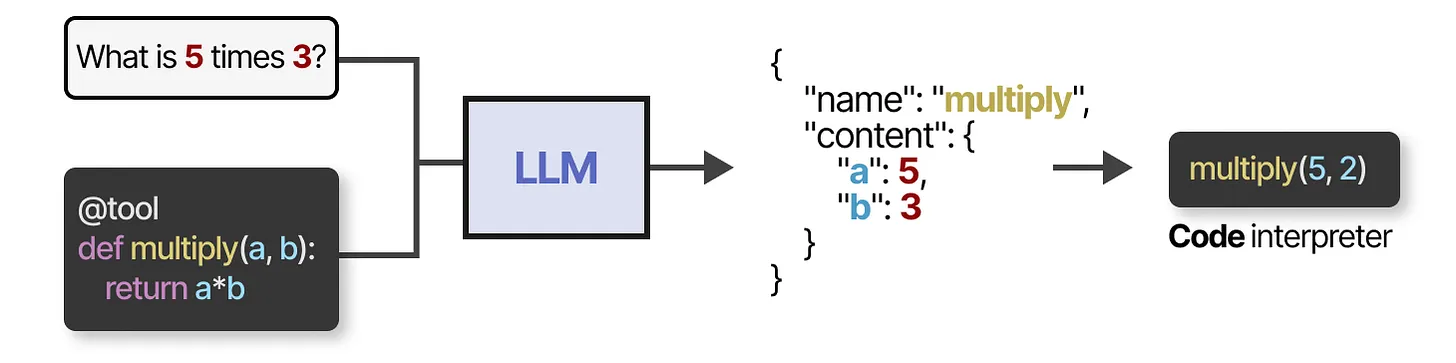 What is 5 times 3?
@tool
def multiply(a, b):
return a*b
LLM
{
"name": "multiply",
"content": {
"a": 5,
"b": 3
}
}
multiply(5, 2)
Code interpreter